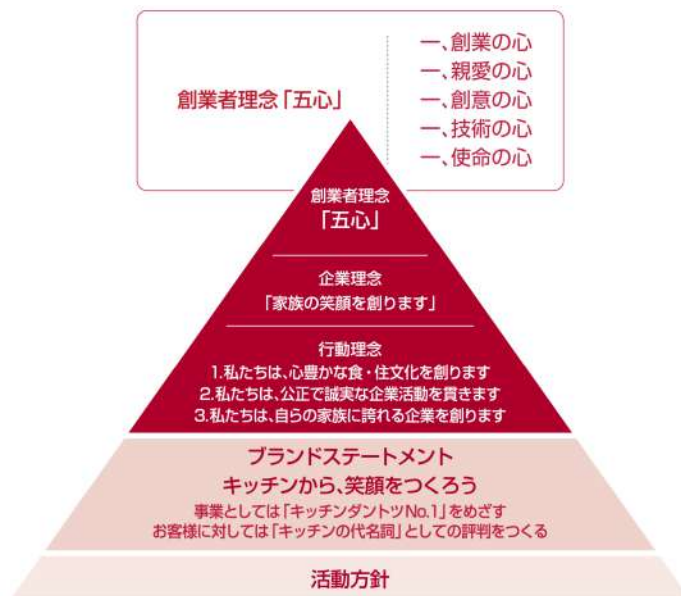 創業者理念「五心」
一、創業の心
一、親愛の心
一、創意の心
一、技術の心
一、使命の心
創業者理念
「五心」
企業理念
「家族の笑顔を創ります」
行動理念
1.私たちは、心豊かな食・住文化を創ります
2.私たちは、公正で誠実な企業活動を貫きます
3.私たちは、自らの家族に誇れる企業を創ります
ブランドステートメント
キッチンから、笑顔をつくろう
事業としては「キッチンダントツNo.1」をめざす
お客様に対しては「キッチンの代名詞」としての評判をつくる
活動方針